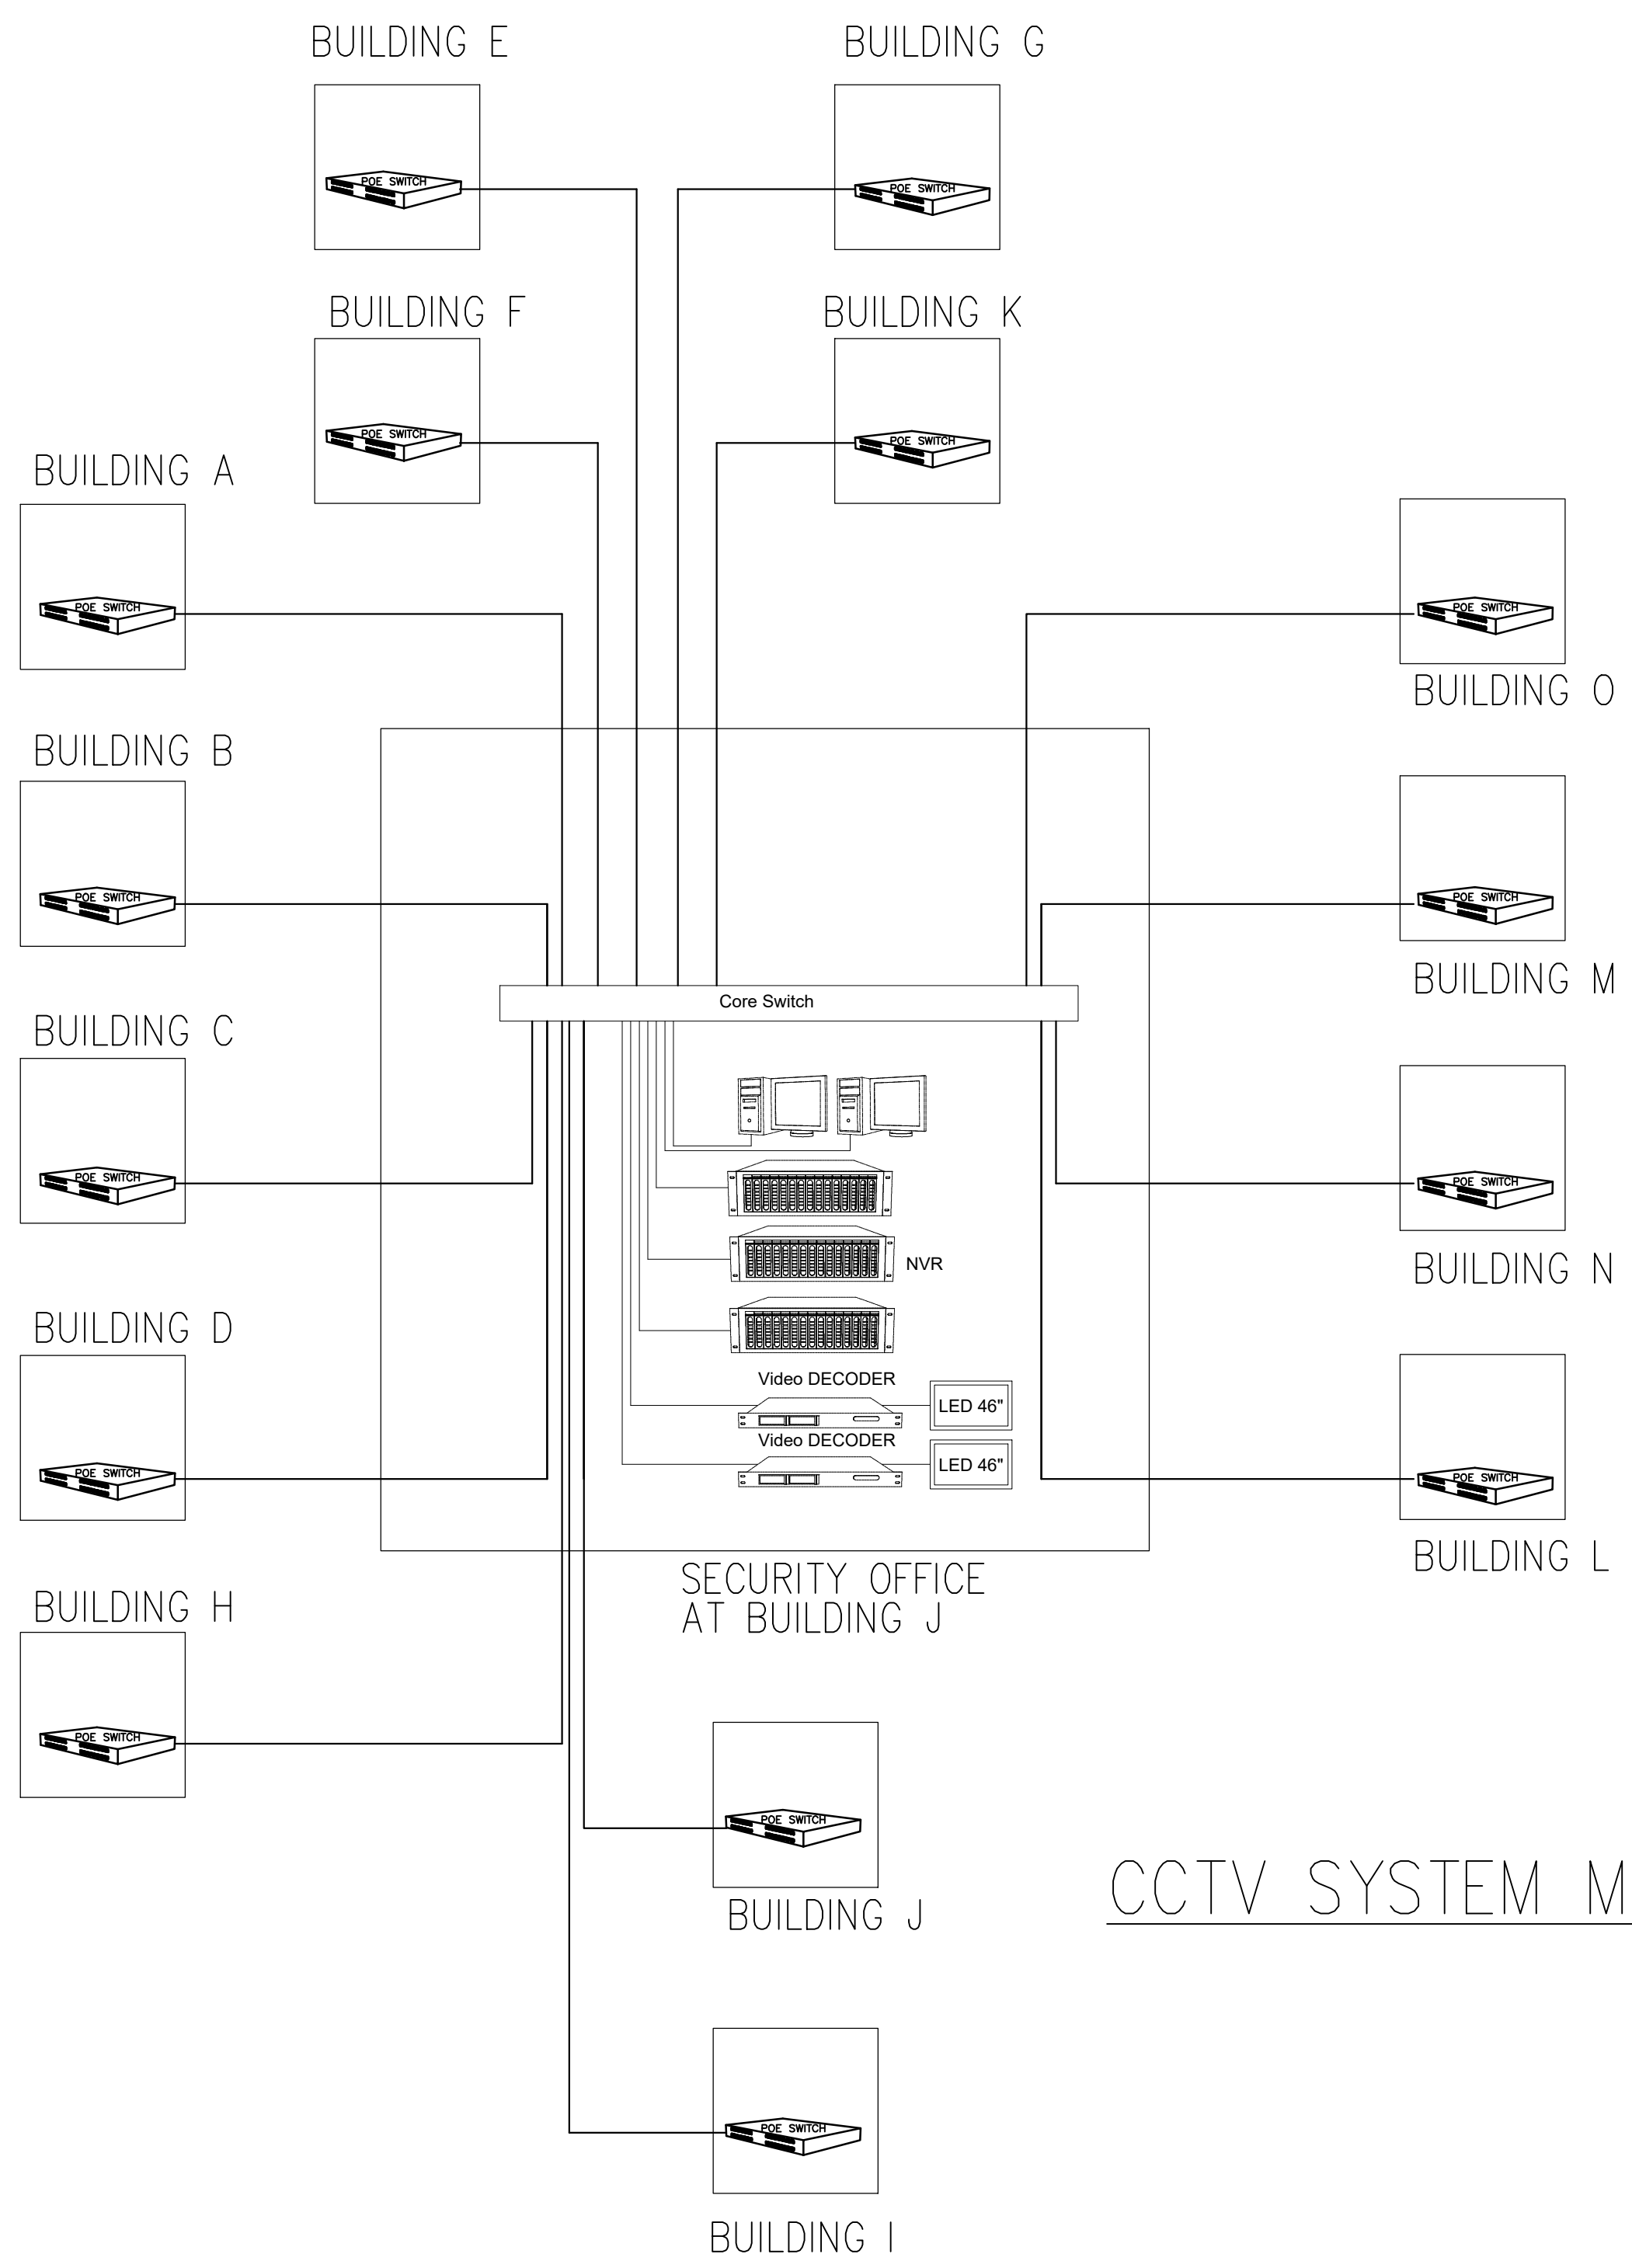 BUILDING E
BUILDING G
POE SWITCH
POE SWITCH
BUILDING F
BUILDING K
POE SWITCH
POE SWITCH
BUILDING A
POE SWITCH
POE SWITCH
BUILDING O
BUILDING B
POE SWITCH
POE SWITCH
BUILDING M
Core Switch
BUILDING C
POE SWITCH
POE SWITCH
NVR
BUILDING N
BUILDING D
Video DECODER
LED 46"
Video DECODER
LED 46"
POE SWITCH
POE SWITCH
BUILDING L
SECURITY OFFICE
AT BUILDING J
BUILDING H
POE SWITCH
POE SWITCH
BUILDING J
CCTV SYSTEM M
POE SWITCH
BUILDING I